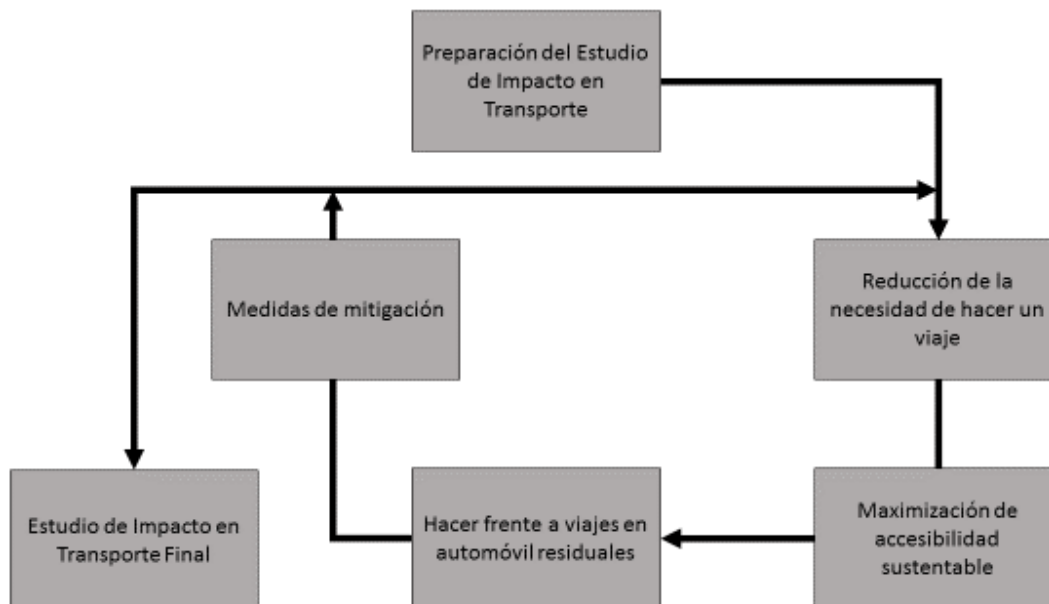 Preparación del Estudio
de Impacto en
Transporte
Medidas de mitigación
Reducción de la
necesidad de hacer un
viaje
Estudio de Impacto en
Transporte Final
Hacer frente a viajes en
automóvil residuales
Maximización de
accesibilidad
sustentable